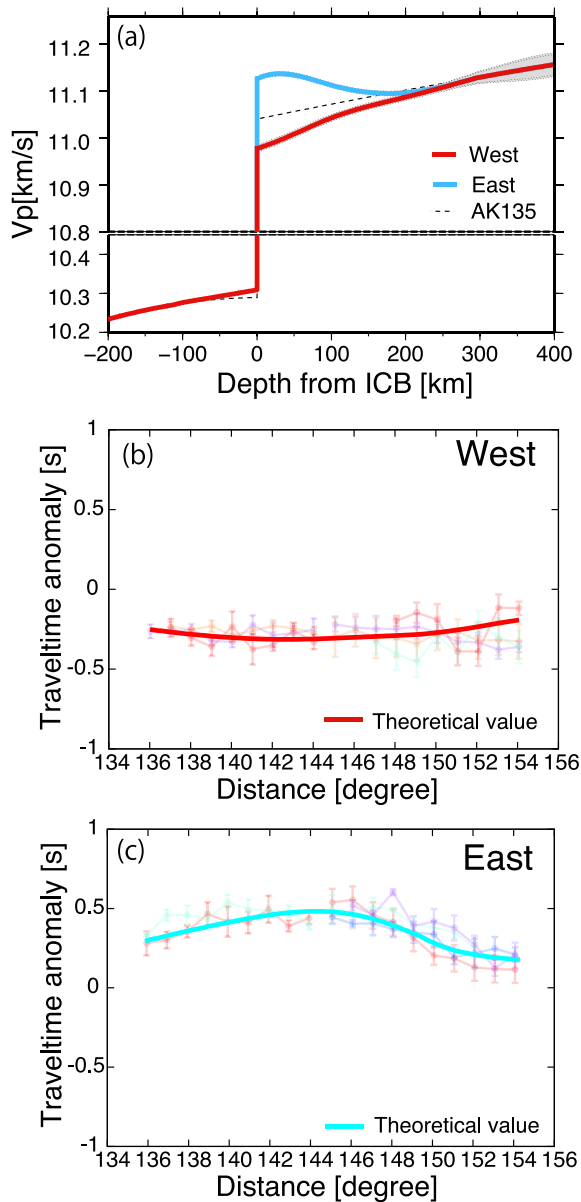 (a)
Vp[km/s]
11.2
11.1
11.0
10.9
10.8
10.4
10.3
10.2
West
East
AK135
−200 −100 0 100 200 300 400
Depth from ICB [km]
(b)
West
Traveltime anomaly [s]
1
0.5
0
-0.5
-1
Theoretical value
134 136 138 140 142 144 146 148 150 152 154 156
Distance [degree]
(c)
East
Traveltime anomaly [s]
1
0.5
0
-0.5
-1
Theoretical value
134 136 138 140 142 144 146 148 150 152 154 156
Distance [degree]